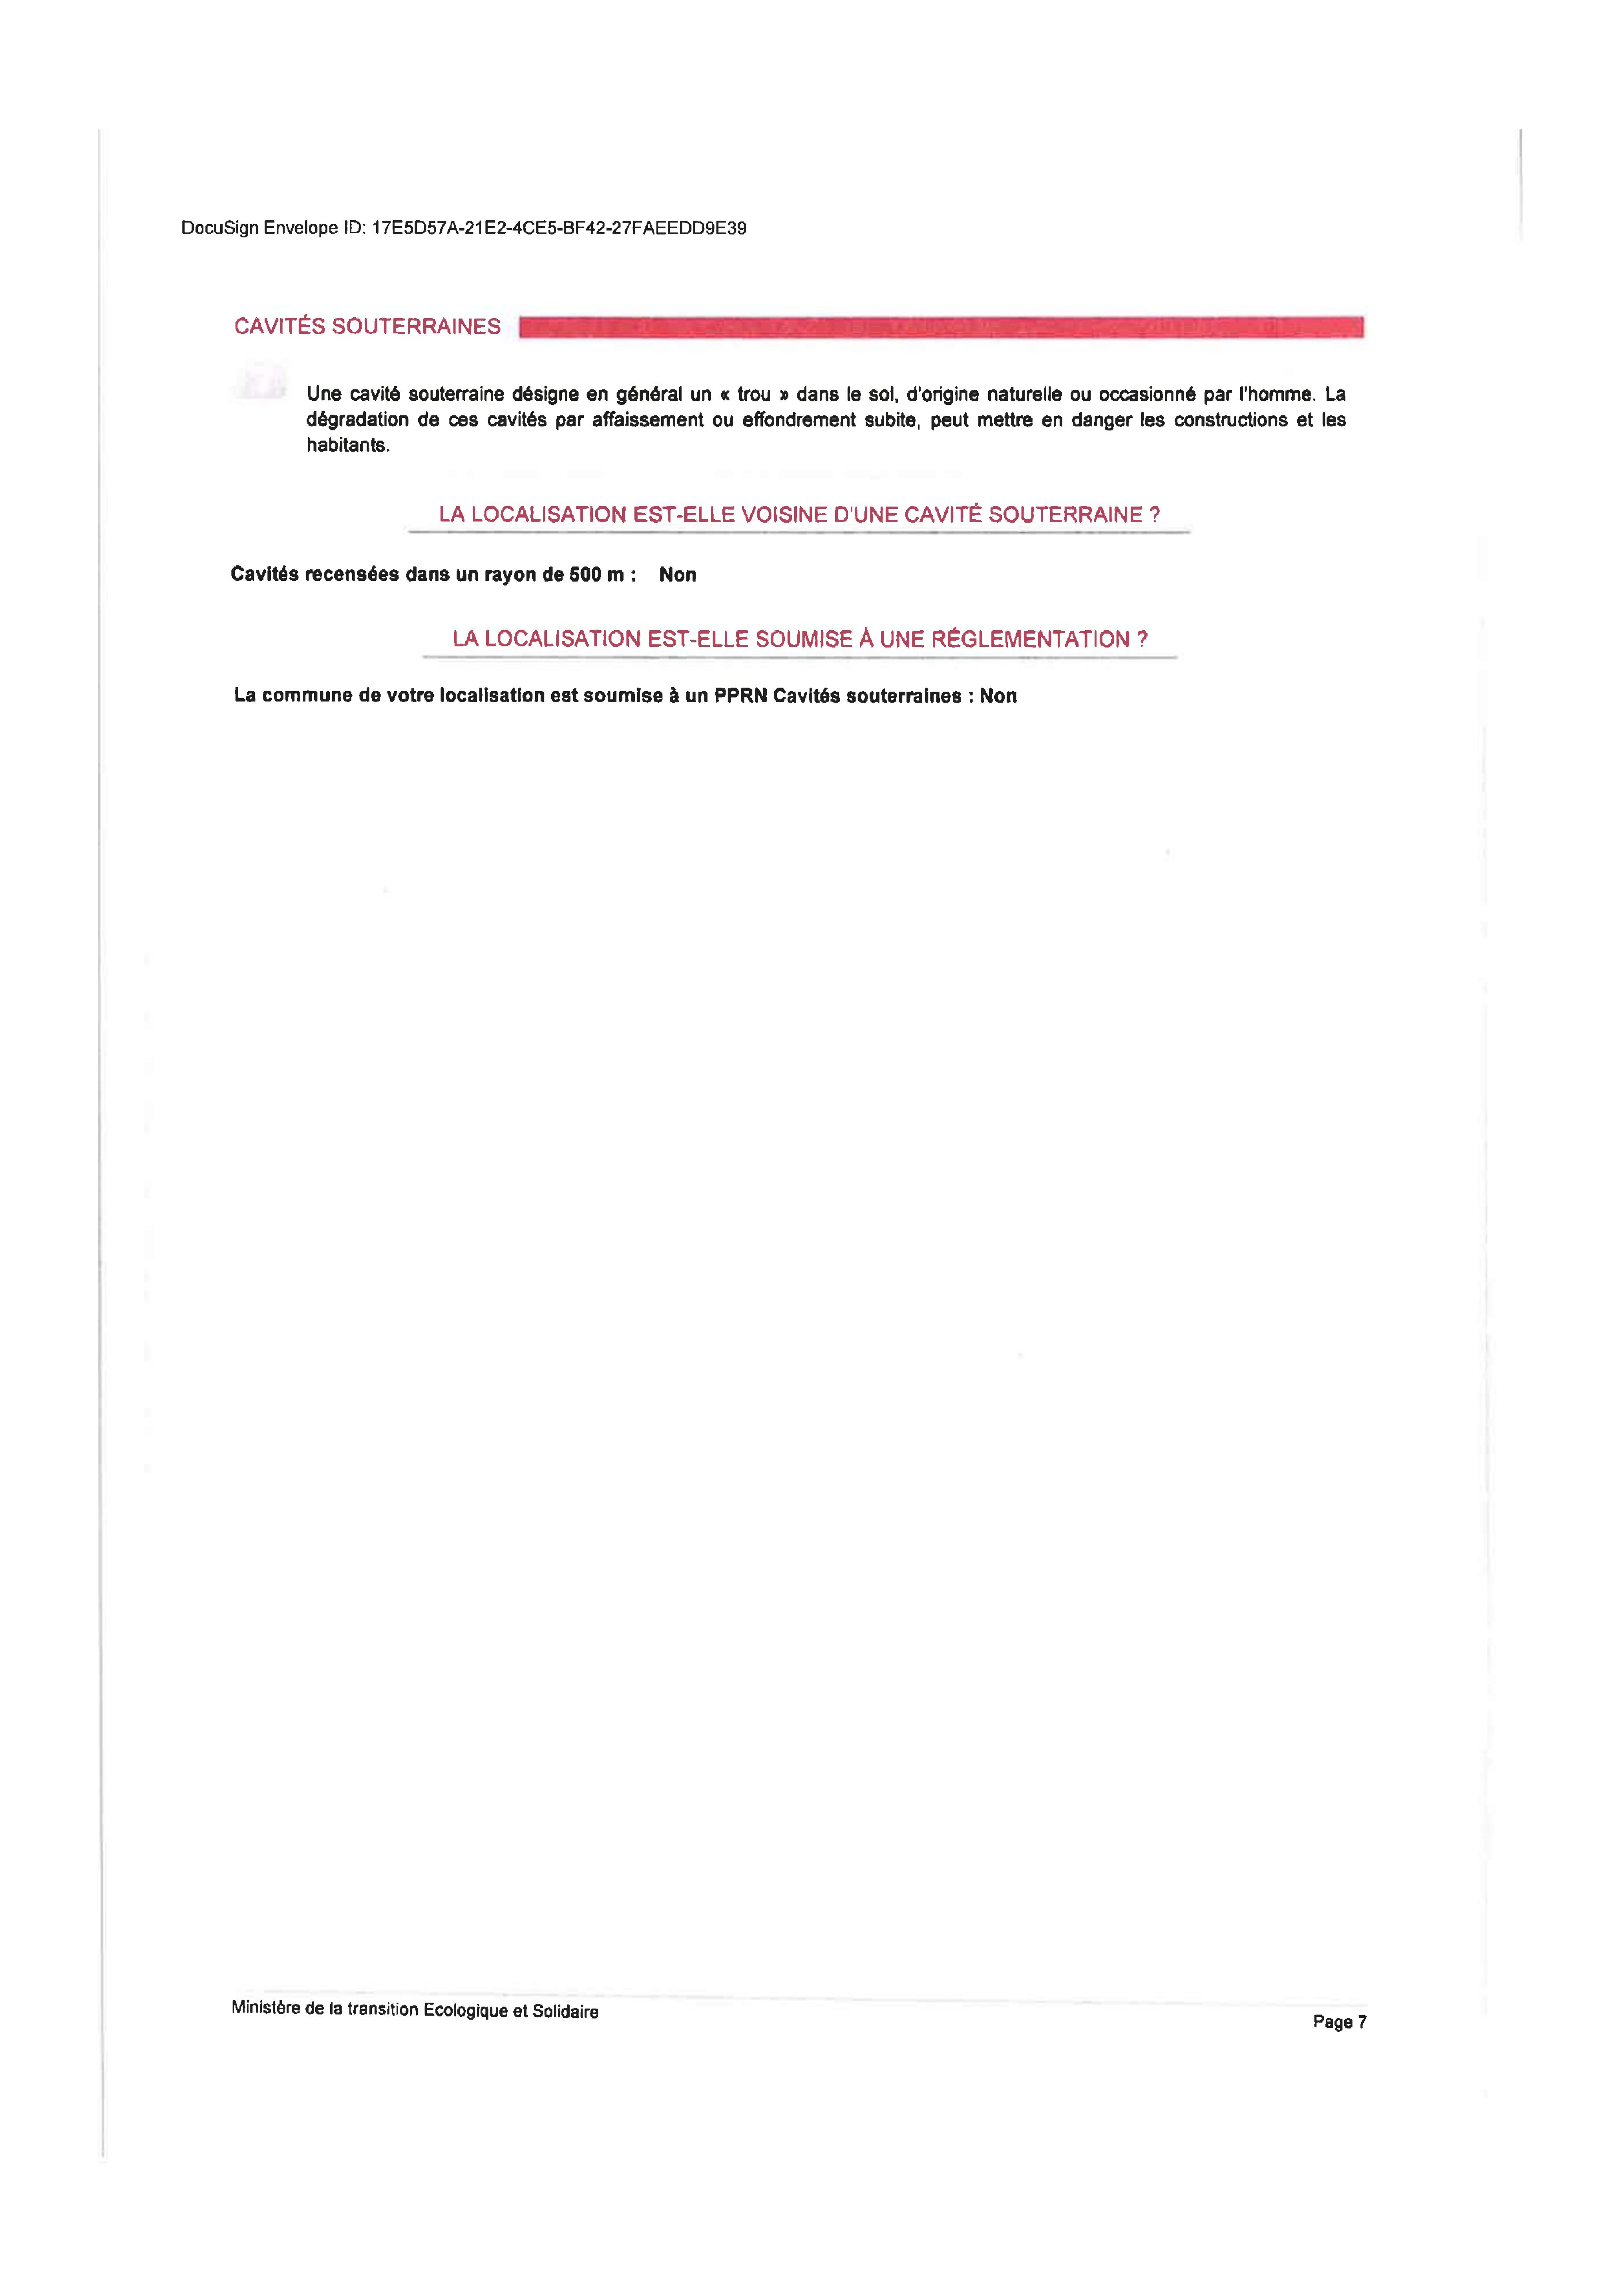 DocuSign Envelope ID: 17E5D57A-21E2-4CE5-BF42-27FAEEDD9E39
CAVITÉS SOUTERRAINES
Une cavité souterraine désigne en général un « trou » dans le sol, d'origine naturelle ou occasionné par l'homme. La
dégradation de ces cavités par affaissement ou effondrement subite, peut mettre en danger les constructions et les
habitants.
LA LOCALISATION EST-ELLE VOISINE D'UNE CAVITÉ SOUTERRAINE ?
Cavités recensées dans un rayon de 500 m : Non
LA LOCALISATION EST-ELLE SOUMISE À UNE RÉGLEMENTATION ?
La commune de votre localisation est soumise à un PPRN Cavités souterraines : Non
Ministère de la transition Ecologique et Solidaire
Page 7